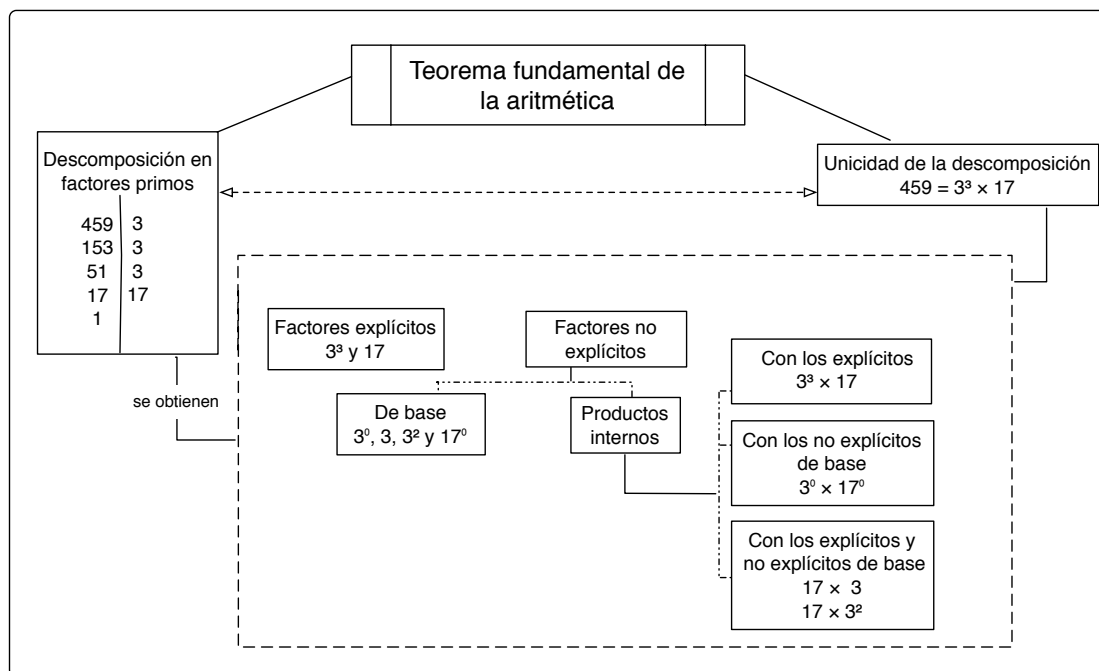 Teorema fundamental de
la aritmética
Descomposición en
factores primos
459 3
153 3
51 3
17 17
1
Unicidad de la descomposición
459 = 3³ × 17
se obtienen
Factores explícitos
3³ y 17
Factores no
explícitos
De base
3⁰, 3, 3² y 17⁰
Productos
internos
Con los explícitos
3³ × 17
Con los no explícitos
de base
3⁰ × 17⁰
Con los explícitos y
no explícitos de base
17 × 3
17 × 3²